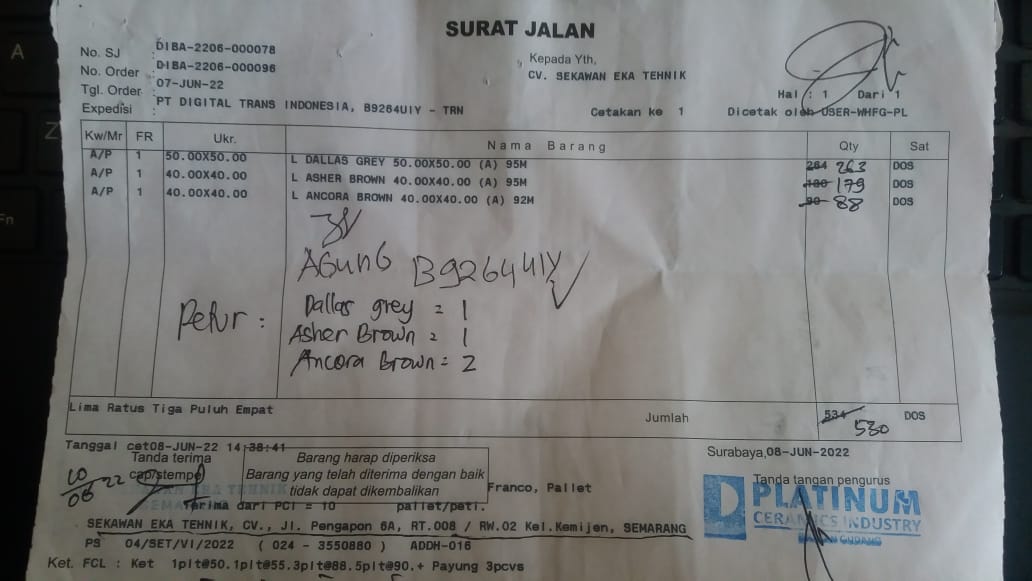 SURAT JALAN
No. SJ DIBA-2206-000078
No. Order DIBA-2206-000096
Tgl. Order 07-JUN-22
Expedisi PT DIGITAL TRANS INDONESIA, B9264UIY - TRN
Kepada Yth,
CV. SEKAWAN EKA TEHNIK
Hal : 1 Dari 1
Cetakan ke 1 Dicetak oleh USER-WHFG-PL
Kw/Mr FR Ukr. Nama Barang Qty Sat
A/P 1 50.00X50.00 L DALLAS GREY 50.00X50.00 (A) 95M 264 263 DOS
A/P 1 40.00X40.00 L ASHER BROWN 40.00X40.00 (A) 95M 180 179 DOS
A/P 1 40.00X40.00 L ANCORA BROWN 40.00X40.00 (A) 92M 90 88 DOS
AGUNG B9264UIY
Dallas grey = 1
Retur : Asher Brown = 1
Ancora Brown = 2
Lima Ratus Tiga Puluh Empat Jumlah 534 530 DOS
Tanggal cet08-JUN-22 14:38:41
Surabaya,08-JUN-2022
Tanda terima
cap/stempel
Barang harap diperiksa
Barang yang telah diterima dengan baik
tidak dapat dikembalikan
10/06 22
Franco, Pallet
Tanda tangan pengurus
PLATINUM
CERAMICS INDUSTRY
GUDANG
Terima dari PCI = 10 pallet/peti.
SEKAWAN EKA TEHNIK, CV., Jl. Pengapon 6A, RT.008 / RW.02 Kel.Kemijen, SEMARANG
PS 04/SET/VI/2022 ( 024 - 3550880 ) ADDH-016
Ket. FCL : Ket 1plt@50.1plt@55.3plt@88.5plt@90.+ Payung 3pcvs